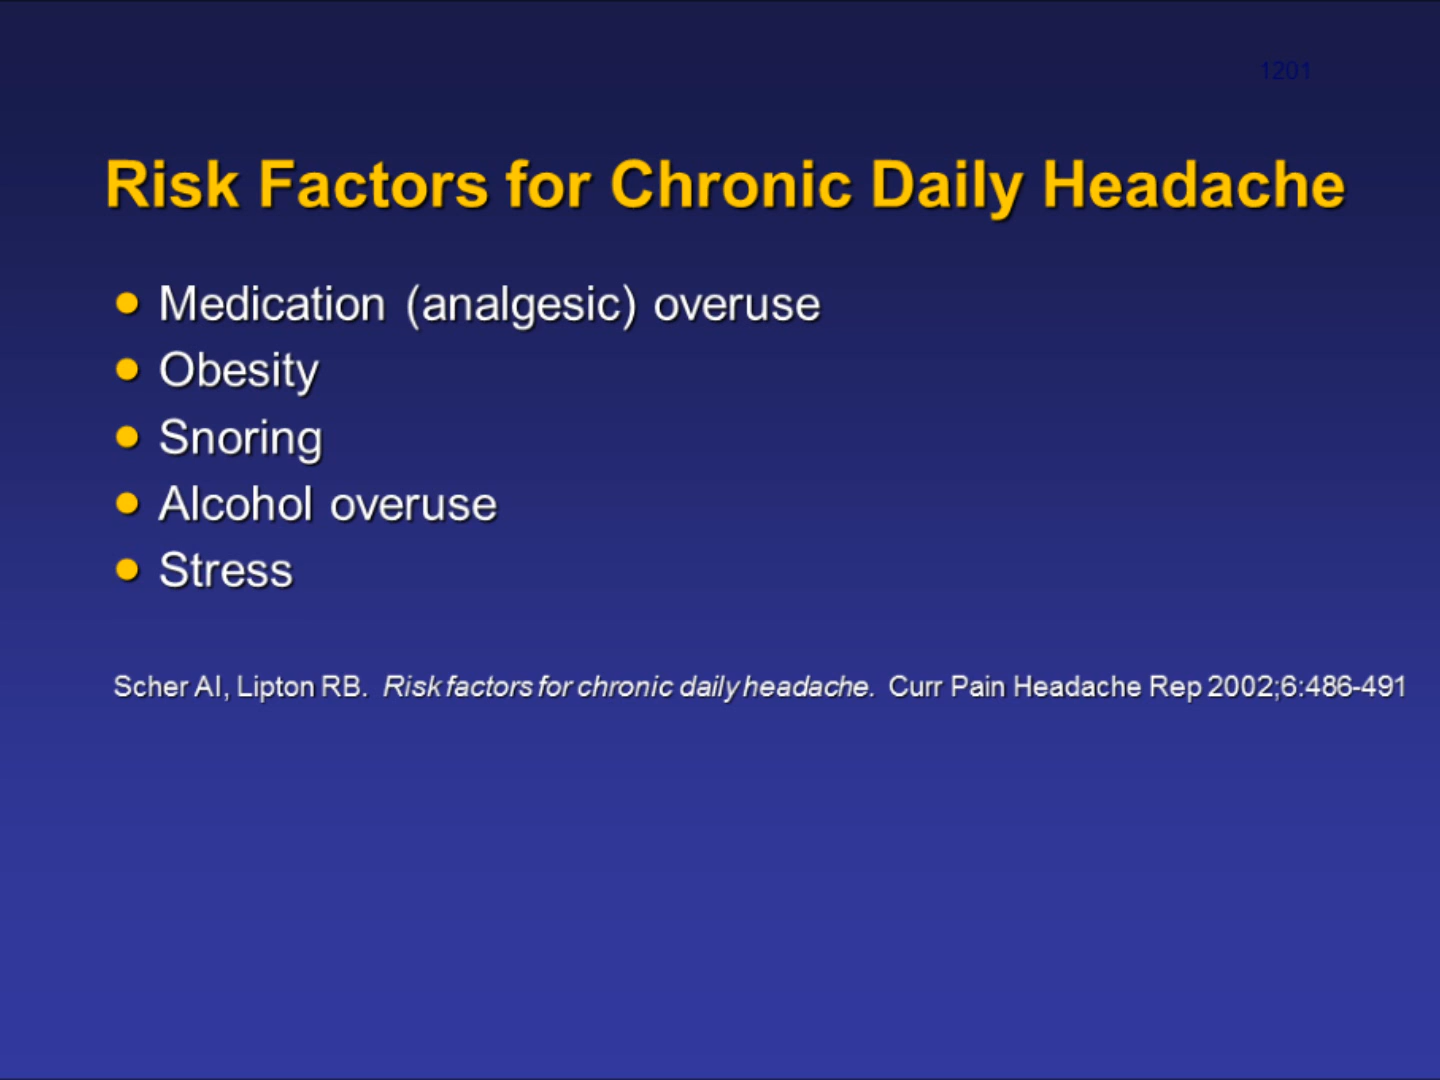 1201
Risk Factors for Chronic Daily Headache
Medication (analgesic) overuse
Obesity
Snoring
Alcohol overuse
Stress
Scher AI, Lipton RB. Risk factors for chronic daily headache. Curr Pain Headache Rep 2002;6:486-491